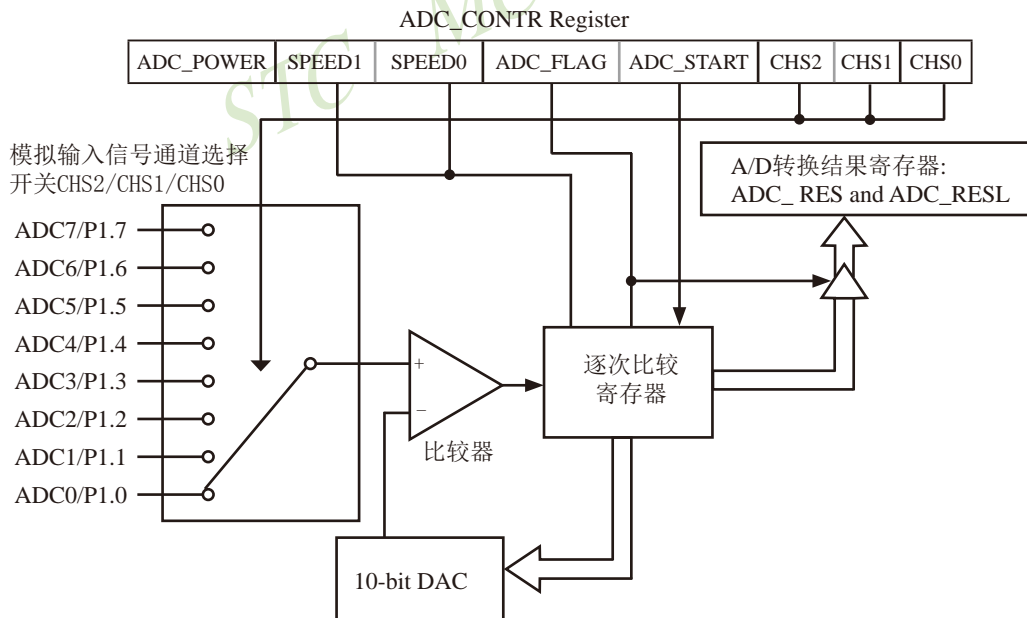 ADC_CONTR Register
STC MC
ADC_POWER SPEED1 SPEED0 ADC_FLAG ADC_START CHS2 CHS1 CHS0
模拟输入信号通道选择
开关CHS2/CHS1/CHS0
A/D转换结果寄存器:
ADC_ RES and ADC_RESL
ADC7/P1.7
ADC6/P1.6
ADC5/P1.5
ADC4/P1.4
ADC3/P1.3
ADC2/P1.2
ADC1/P1.1
ADC0/P1.0
+
−
比较器
逐次比较
寄存器
10-bit DAC